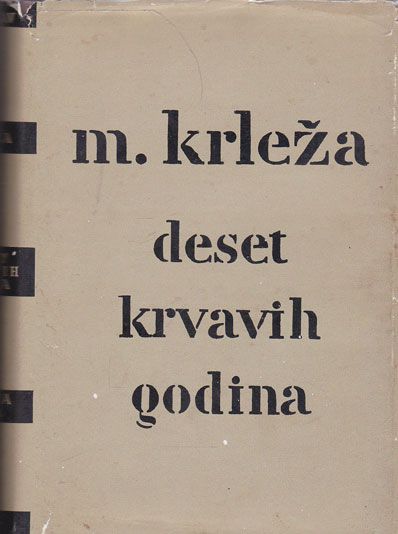 m. krleža
deset
krvavih
godina